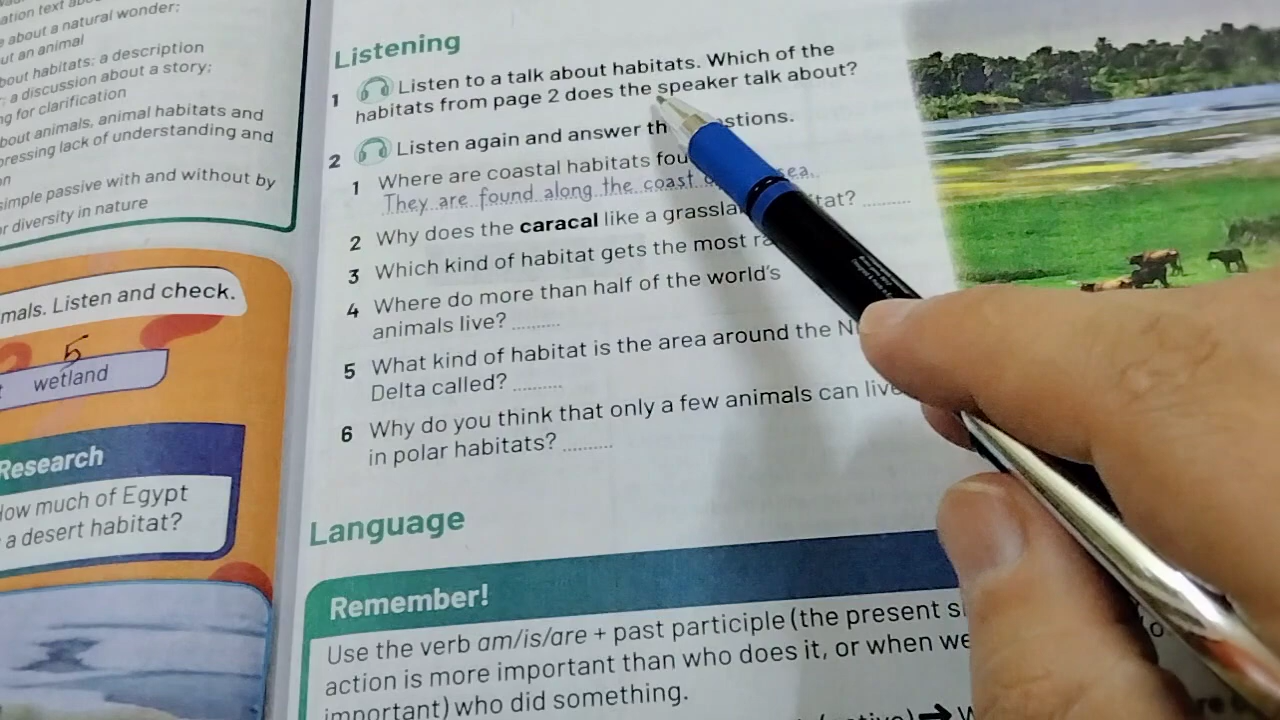 ation text
about a natural wonder;
ut an animal
bout habitats: a description
a discussion about a story;
ng for clarification
bout animals, animal habitats and
pressing lack of understanding and
n
simple passive with and without by
or diversity in nature
mals. Listen and check.
5
wetland
Research
How much of Egypt
a desert habitat?
Listening
1 Listen to a talk about habitats. Which of the
habitats from page 2 does the speaker talk about?
2 Listen again and answer th stions.
1 Where are coastal habitats fou
They are found along the coast sea.
2 Why does the caracal like a grassla tat? ..........
3 Which kind of habitat gets the most ra
4 Where do more than half of the world's
animals live? ..........
5 What kind of habitat is the area around the N
Delta called? ..........
6 Why do you think that only a few animals can live
in polar habitats? ..........
Language
Remember!
Use the verb am/is/are + past participle (the present s
action is more important than who does it, or when we
important) who did something.